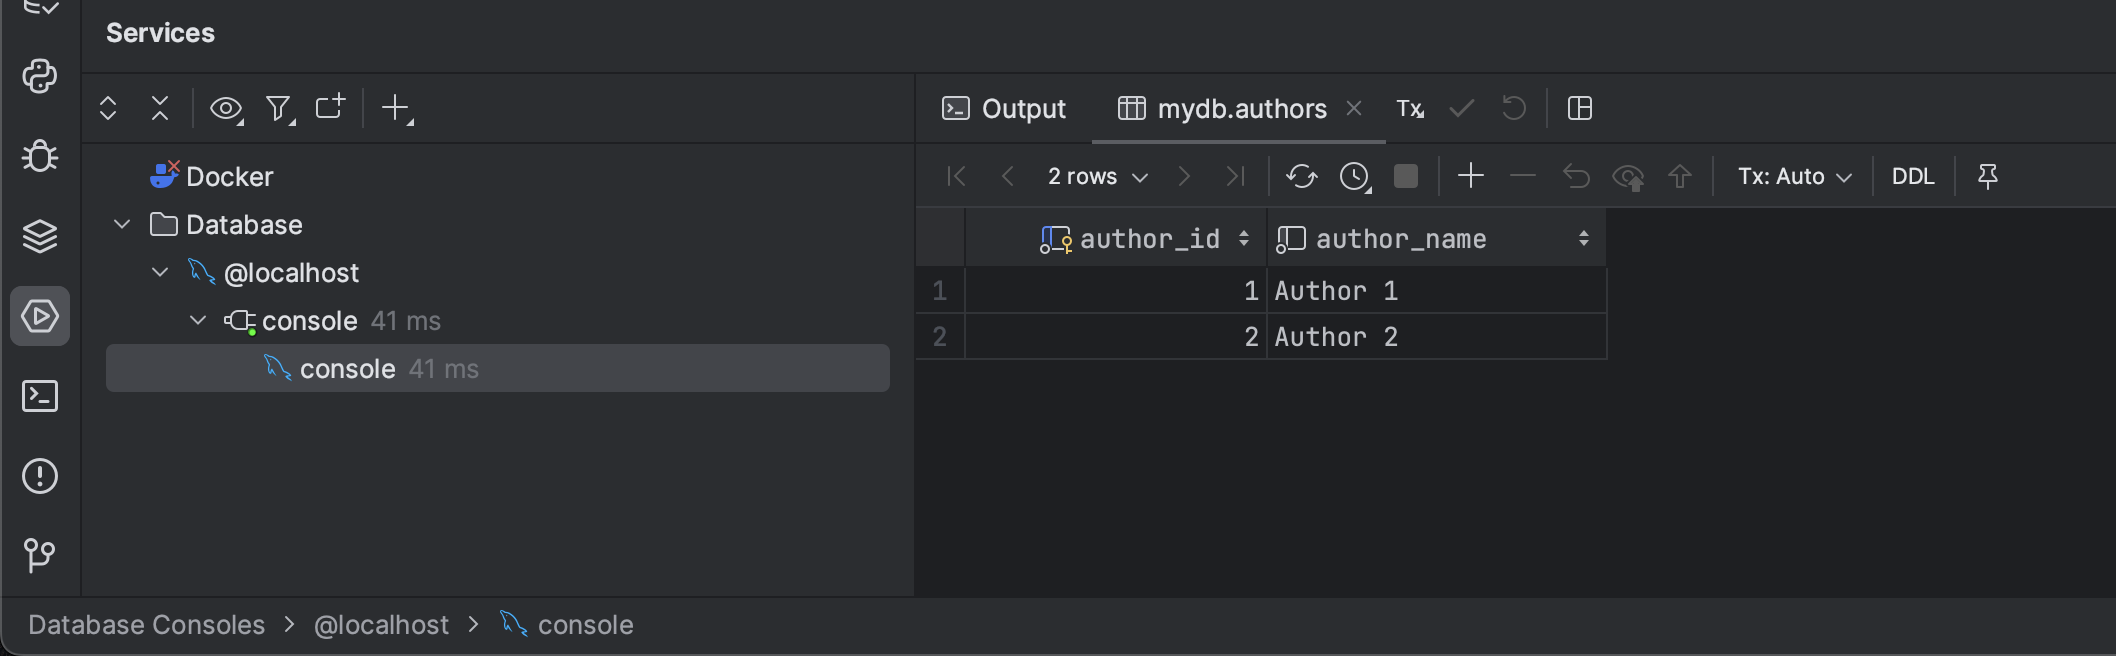 Services
Output mydb.authors Tx
2 rows Tx: Auto DDL
Docker
Database
@localhost
console 41 ms
console 41 ms
author_id author_name
1 1 Author 1
2 2 Author 2
Database Consoles > @localhost > console